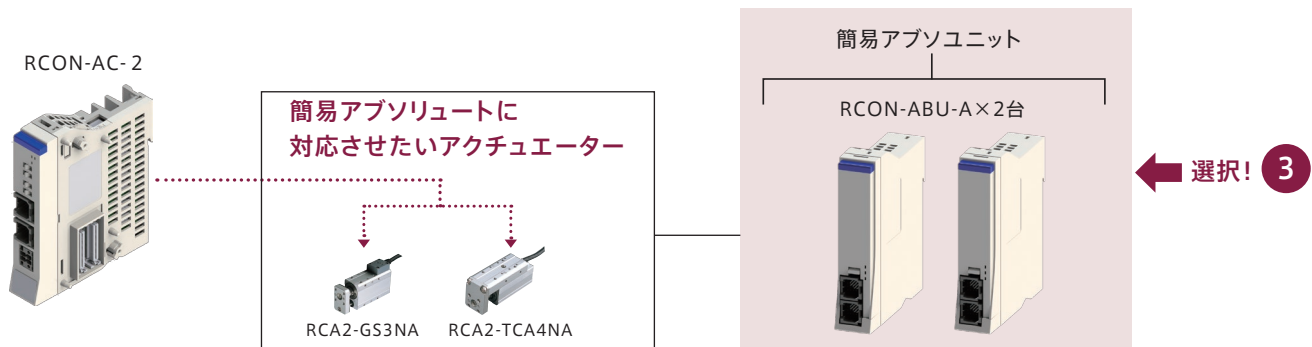 RCON-AC-2
簡易アブソリュートに
対応させたいアクチュエーター
RCA2-GS3NA
RCA2-TCA4NA
簡易アブソユニット
RCON-ABU-A×2台
選択! 3